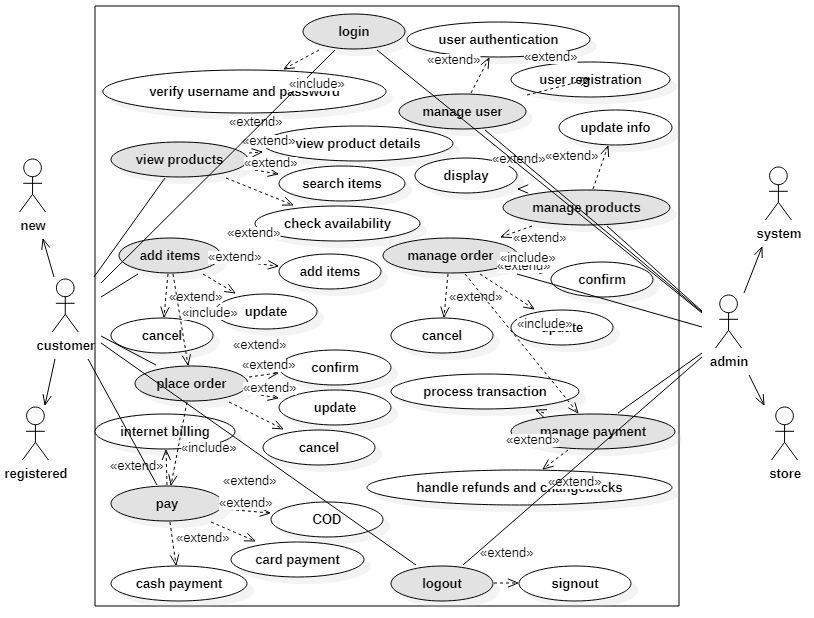 login
user authentication
«extend»
«extend»
user registration
verify username and password
«include»
manage user
«extend»
update info
view products
«extend»
view product details
«extend»
«extend»
«extend»
search items
display
manage products
check availability
«extend»
«extend»
add items
«extend»
add items
manage order
«include»
«extend»
confirm
«extend»
«include»
update
cancel
«extend»
«include»
update
cancel
«extend»
«extend»
confirm
place order
«extend»
update
process transaction
internet billing
«include»
cancel
manage payment
«extend»
«extend»
«extend»
«extend»
handle refunds and changebacks
«extend»
pay
«extend»
COD
«extend»
card payment
«extend»
cash payment
logout
signout
new
customer
registered
system
admin
store